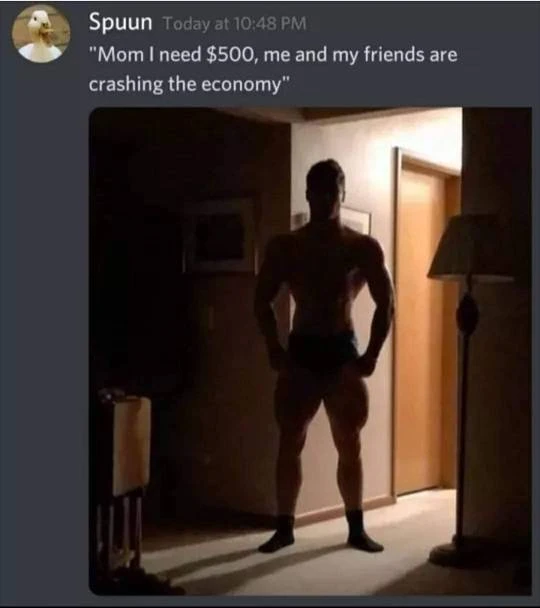 Spuun Today at 10:48 PM
"Mom I need $500, me and my friends are
crashing the economy"